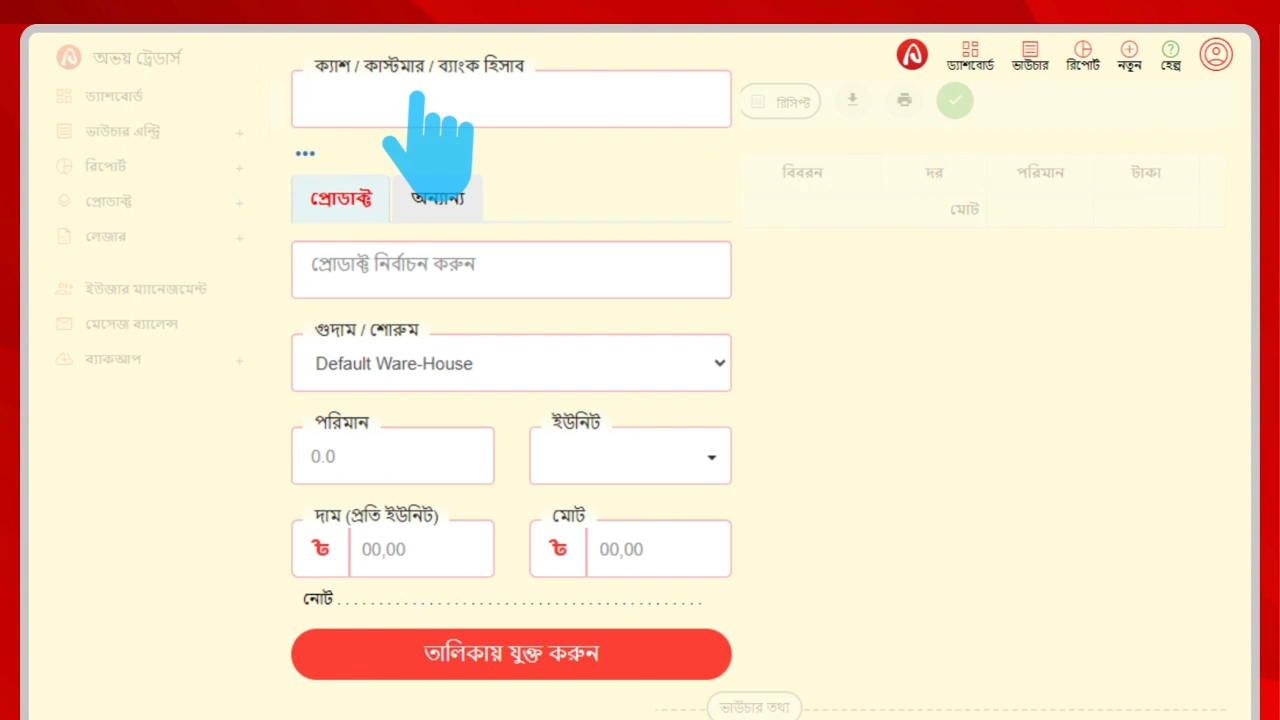 অভয় ট্রেডার্স
ড্যাশবোর্ড
ভাউচার এন্ট্রি +
রিপোর্ট +
প্রোডাক্ট +
লেজার +
ইউজার ম্যানেজমেন্ট
মেসেজ ব্যালেন্স
ব্যাকআপ +
ক্যাশ / কাস্টমার / ব্যাংক হিসাব
প্রোডাক্ট অন্যান্য
প্রোডাক্ট নির্বাচন করুন
গুদাম / শোরুম
Default Ware-House
পরিমান ইউনিট
0.0
দাম (প্রতি ইউনিট) মোট
৳ 00,00 ৳ 00,00
নোট . . . . . . . . . . . . . . . . . . . . . . . . . . . . . . . . . . . . . . . . . . . .
তালিকায় যুক্ত করুন
ড্যাশবোর্ড ভাউচার রিপোর্ট নতুন হেল্প
রিসিপ্ট
বিবরন দর পরিমান টাকা
মোট
ভাউচার তথ্য